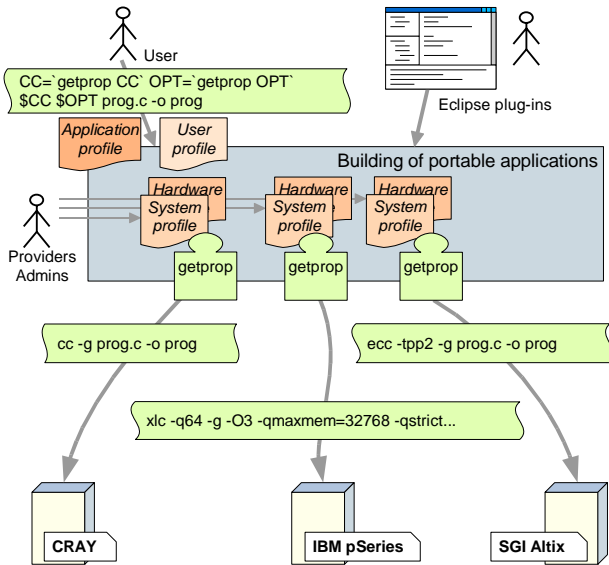 User
Eclipse plug-ins
CC=`getprop CC` OPT=`getprop OPT`
$CC $OPT prog.c -o prog
Application
profile
User
profile
Building of portable applications
Hardware
System
profile
Hardware
System
profile
Hardware
System
profile
Providers
Admins
getprop
getprop
getprop
cc -g prog.c -o prog
ecc -tpp2 -g prog.c -o prog
xlc -q64 -g -O3 -qmaxmem=32768 -qstrict...
CRAY
IBM pSeries
SGI Altix